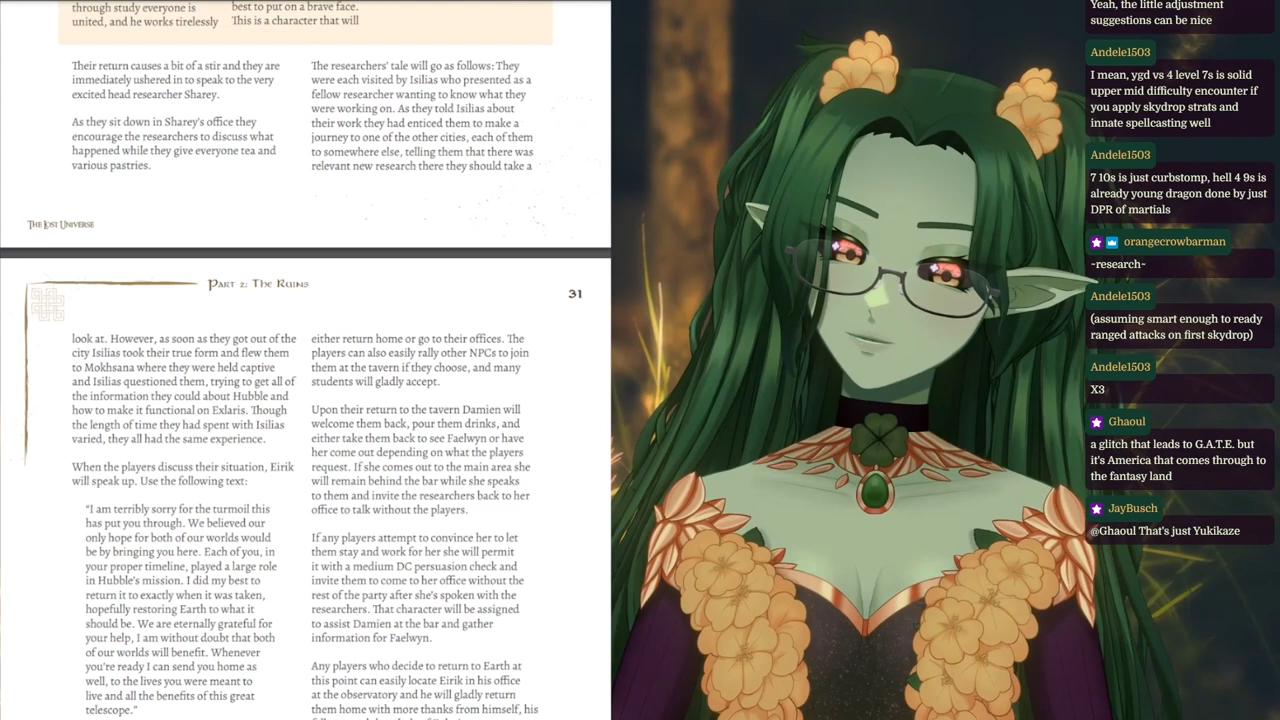 through study everyone is
united, and he works tirelessly
best to put on a brave face.
This is a character that will
Their return causes a bit of a stir and they are
immediately ushered in to speak to the very
excited head researcher Sharey.
As they sit down in Sharey's office they
encourage the researchers to discuss what
happened while they give everyone tea and
various pastries.
The researchers' tale will go as follows: They
were each visited by Isilias who presented as a
fellow researcher wanting to know what they
were working on. As they told Isilias about
their work they had enticed them to make a
journey to one of the other cities, each of them
to somewhere else, telling them that there was
relevant new research there they should take a
The Lost Universe
Part 2: The Ruins
31
look at. However, as soon as they got out of the
city Isilias took their true form and flew them
to Mokhsana where they were held captive
and Isilias questioned them, trying to get all of
the information they could about Hubble and
how to make it functional on Exlaris. Though
the length of time they had spent with Isilias
varied, they all had the same experience.
When the players discuss their situation, Eirik
will speak up. Use the following text:
"I am terribly sorry for the turmoil this
has put you through. We believed our
only hope for both of our worlds would
be by bringing you here. Each of you, in
your proper timeline, played a large role
in Hubble's mission. I did my best to
return it to exactly when it was taken,
hopefully restoring Earth to what it
should be. We are eternally grateful for
your help, I am without doubt that both
of our worlds will benefit. Whenever
you're ready I can send you home as
well, to the lives you were meant to
live and all the benefits of this great
telescope."
either return home or go to their offices. The
players can also easily rally other NPCs to join
them at the tavern if they choose, and many
students will gladly accept.
Upon their return to the tavern Damien will
welcome them back, pour them drinks, and
either take them back to see Faelwyn or have
her come out depending on what the players
request. If she comes out to the main area she
will remain behind the bar while she speaks
to them and invite the researchers back to her
office to talk without the players.
If any players attempt to convince her to let
them stay and work for her she will permit
it with a medium DC persuasion check and
invite them to come to her office without the
rest of the party after she's spoken with the
researchers. That character will be assigned
to assist Damien at the bar and gather
information for Faelwyn.
Any players who decide to return to Earth at
this point can easily locate Eirik in his office
at the observatory and he will gladly return
them home with more thanks from himself, his
Yeah, the little adjustment
suggestions can be nice
Andele1503
I mean, ygd vs 4 level 7s is solid
upper mid difficulty encounter if
you apply skydrop strats and
innate spellcasting well
Andele1503
7 10s is just curbstomp, hell 4 9s is
already young dragon done by just
DPR of martials
orangecrowbarman
~research~
Andele1503
(assuming smart enough to ready
ranged attacks on first skydrop)
Andele1503
X3
Ghaoul
a glitch that leads to G.A.T.E. but
it's America that comes through to
the fantasy land
JayBusch
@Ghaoul That's just Yukikaze